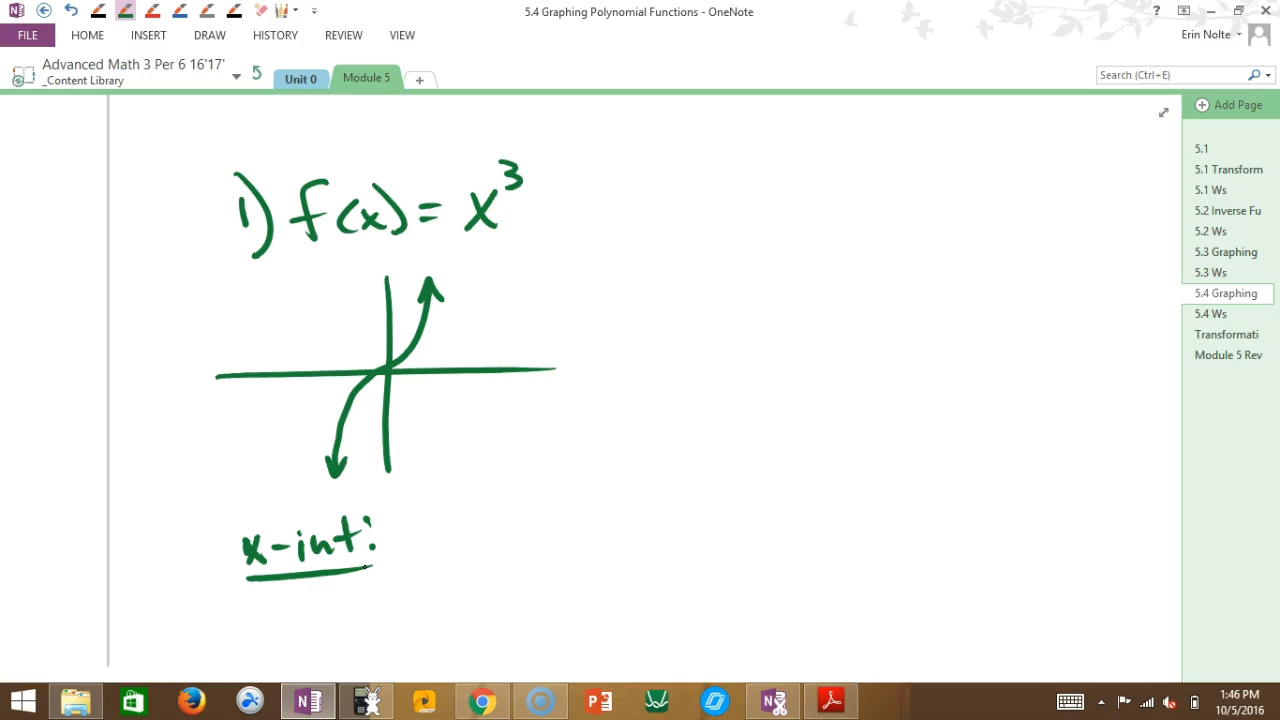 5.4 Graphing Polynomial Functions - OneNote
?
FILE HOME INSERT DRAW HISTORY REVIEW VIEW
Erin Nolte
Advanced Math 3 Per 6 16'17'
_Content Library
Unit 0
Module 5
+
Search (Ctrl+E)
Add Page
5.1
5.1 Transform
5.1 Ws
5.2 Inverse Fu
5.2 Ws
5.3 Graphing
5.3 Ws
5.4 Graphing
5.4 Ws
Transformati
Module 5 Rev
1) f(x) = x³
x-int:
1:46 PM
10/5/2016